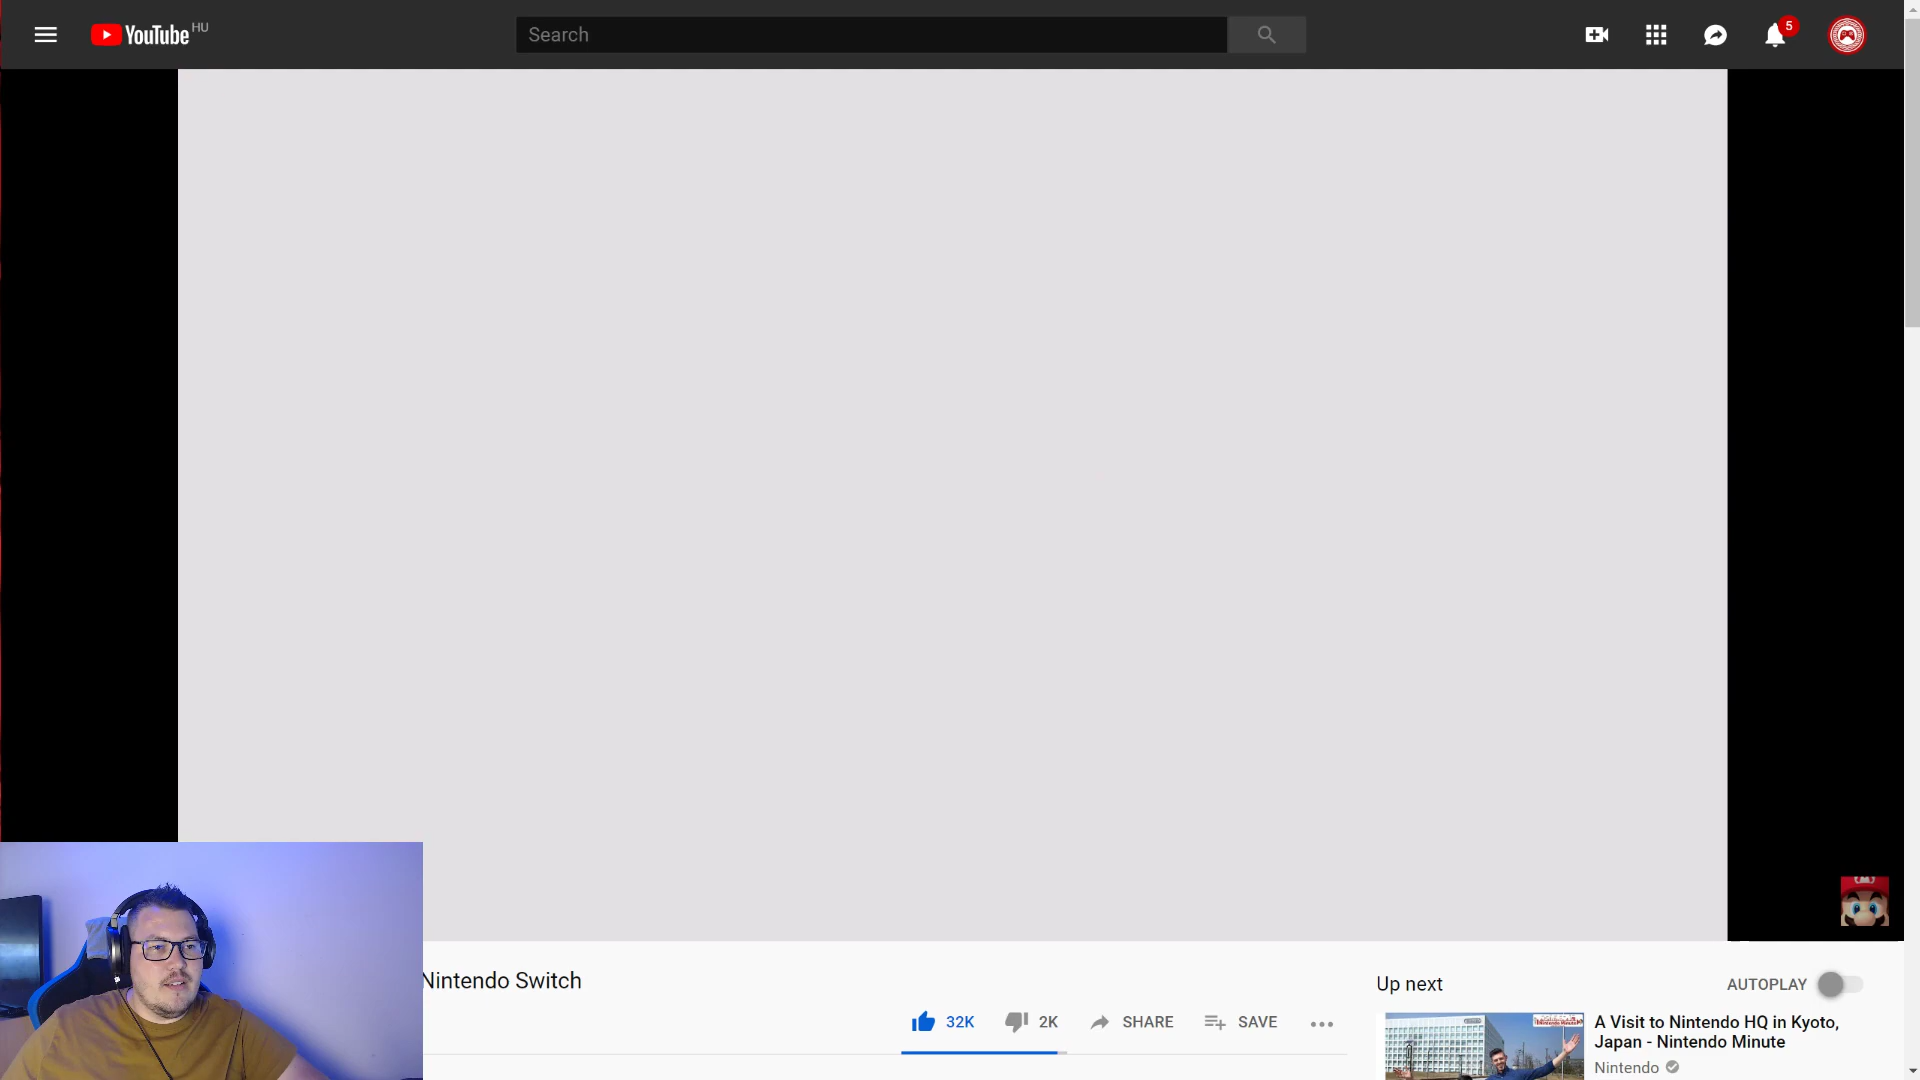 YouTube HU
Search
5
Nintendo Switch
32K
2K
SHARE
SAVE
Up next
AUTOPLAY
A Visit to Nintendo HQ in Kyoto,
Japan - Nintendo Minute
Nintendo